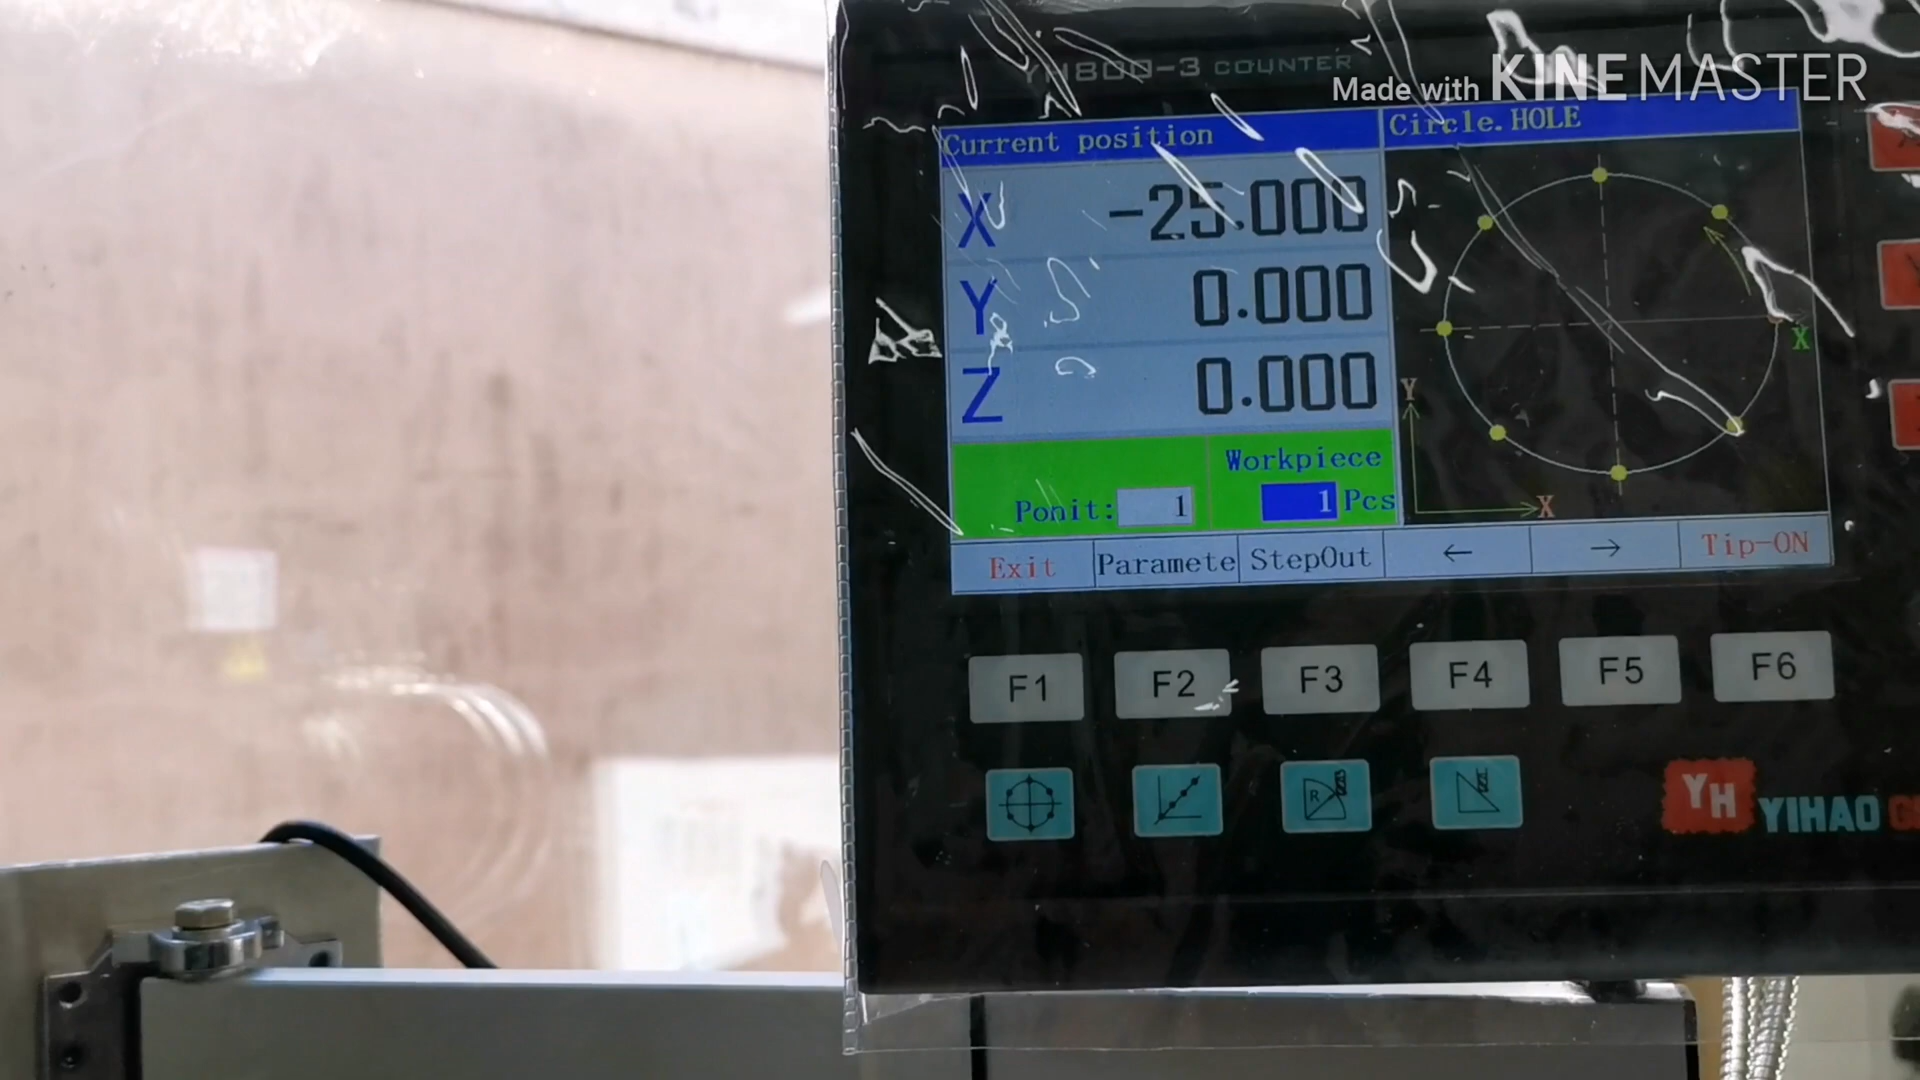 YH800-3 COUNTER
Made with KINEMASTER
Current position
Circle.HOLE
X -25.000
Y 0.000
Z 0.000
Workpiece
Ponit: 1
1 Pcs
X
Y
X
Exit
Paramete
StepOut
←
→
Tip-ON
F1
F2
F3
F4
F5
F6
R
YH YIHAO